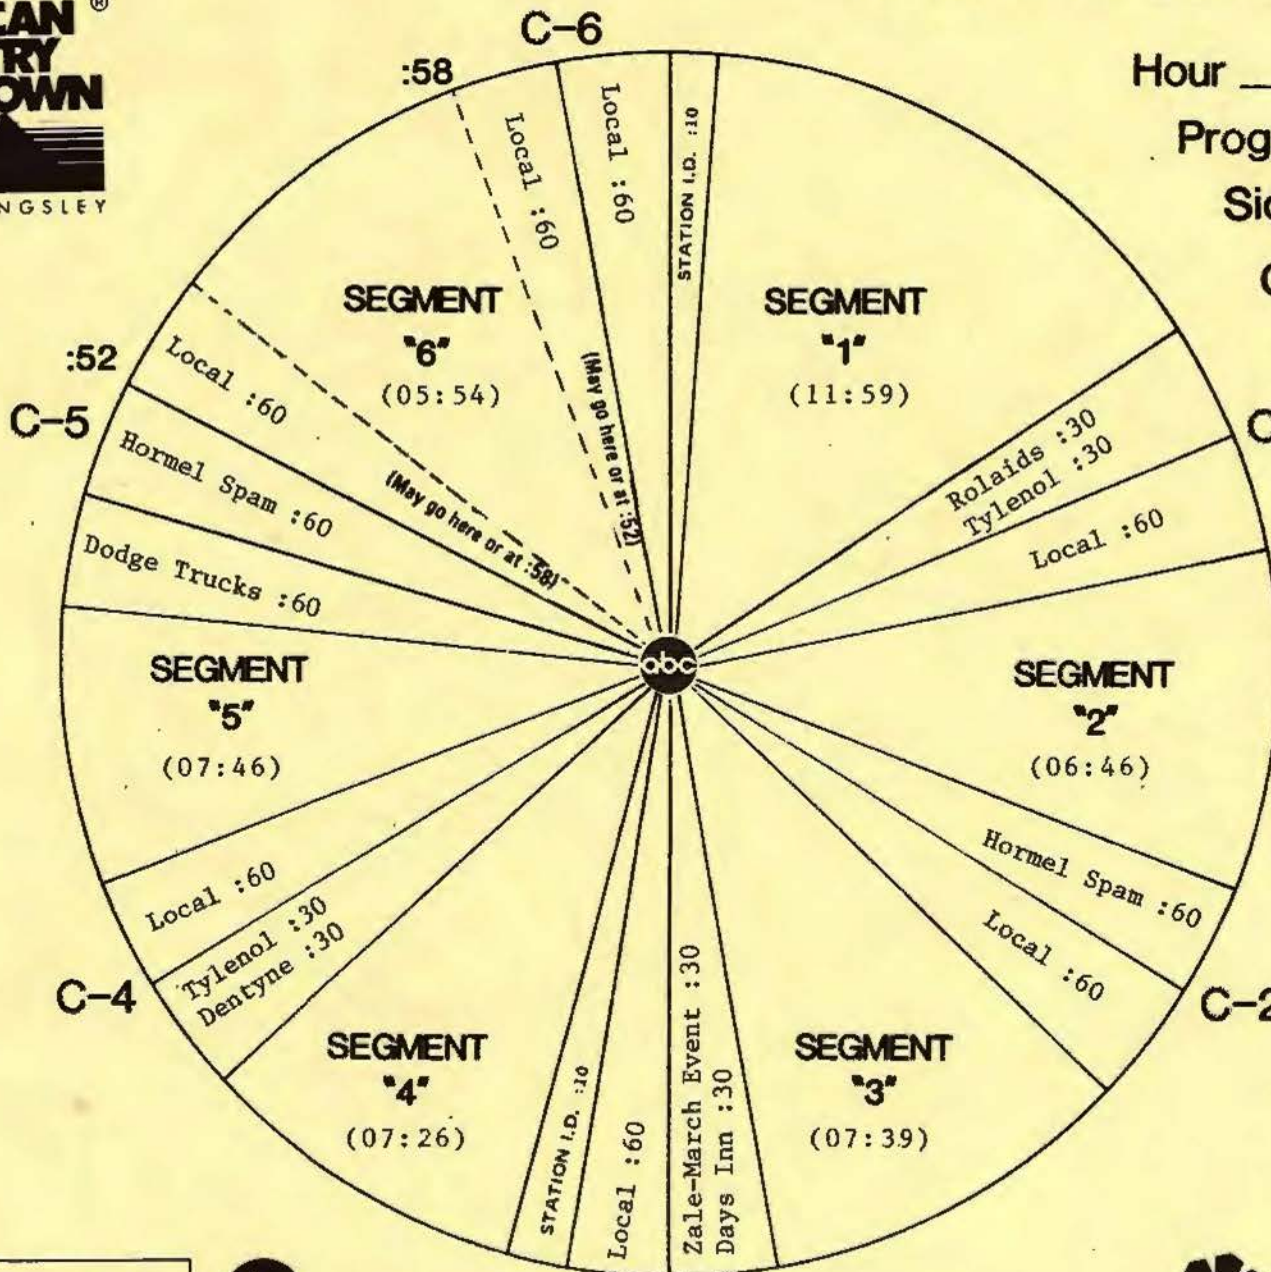 C-6
:58
Hour
NGSLEY
Local :60
Local :60
(May go here or at :52)
STATION I.D. :10
SEGMENT
"1"
(11:59)
Rolaids :30
Tylenol :30
Local :60
SEGMENT
"2"
(06:46)
Hormel Spam :60
Local :60
C-2
SEGMENT
"3"
(07:39)
Zale-March Event :30
Days Inn :30
Local :60
STATION I.D. :10
SEGMENT
"4"
(07:26)
Tylenol :30
Dentyne :30
C-4
Local :60
SEGMENT
"5"
(07:46)
Dodge Trucks :60
Hormel Spam :60
C-5
:52
Local :60
(May go here or at :58)
SEGMENT
"6"
(05:54)
abc